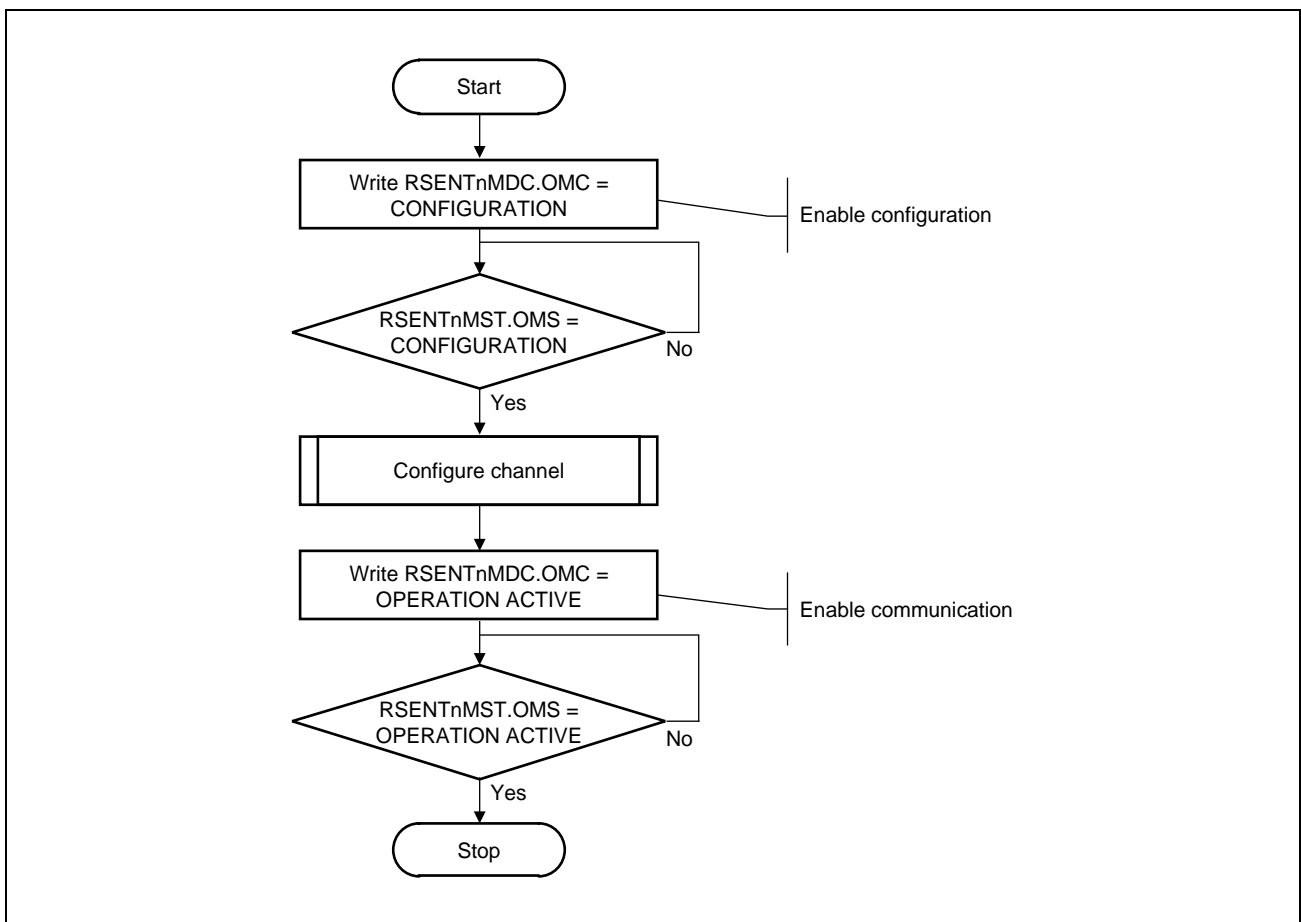 Start
Write RSENTnMDC.OMC =
CONFIGURATION
Enable configuration
RSENTnMST.OMS =
CONFIGURATION
No
Yes
Configure channel
Write RSENTnMDC.OMC =
OPERATION ACTIVE
Enable communication
RSENTnMST.OMS =
OPERATION ACTIVE
No
Yes
Stop